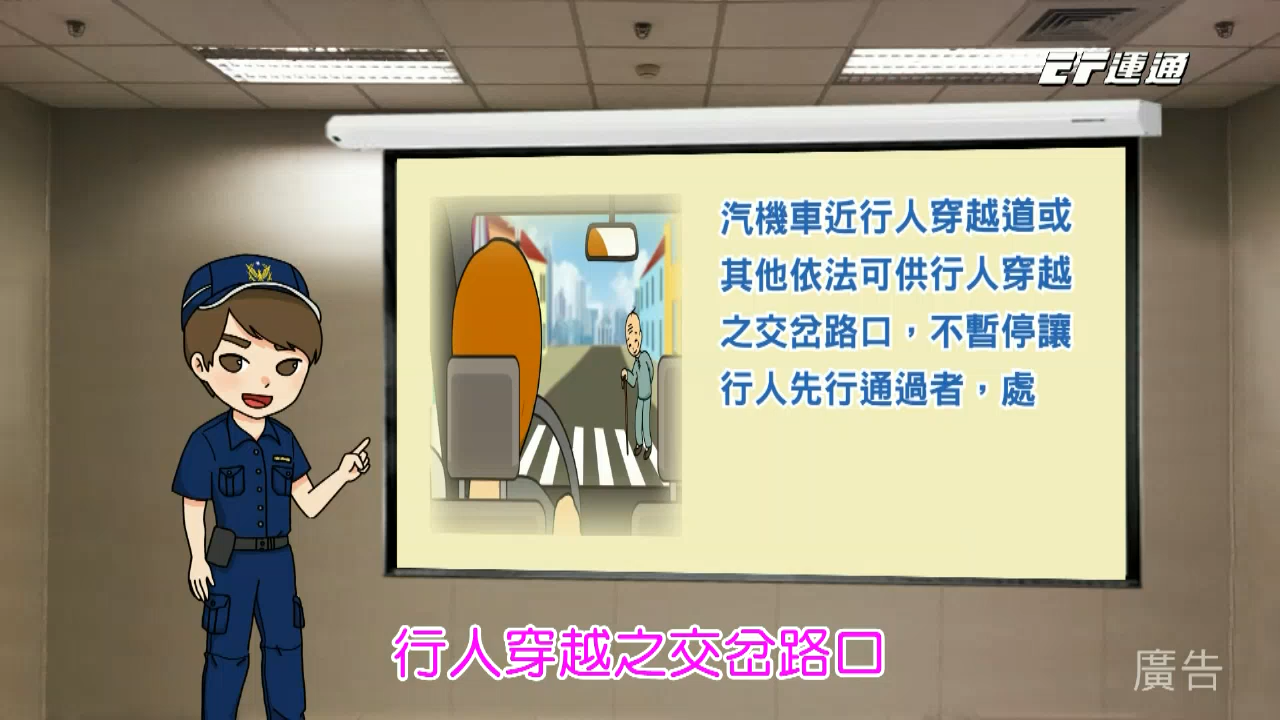 ET運通
汽機車近行人穿越道或
其他依法可供行人穿越
之交岔路口，不暫停讓
行人先行通過者，處
行人穿越之交岔路口
廣告